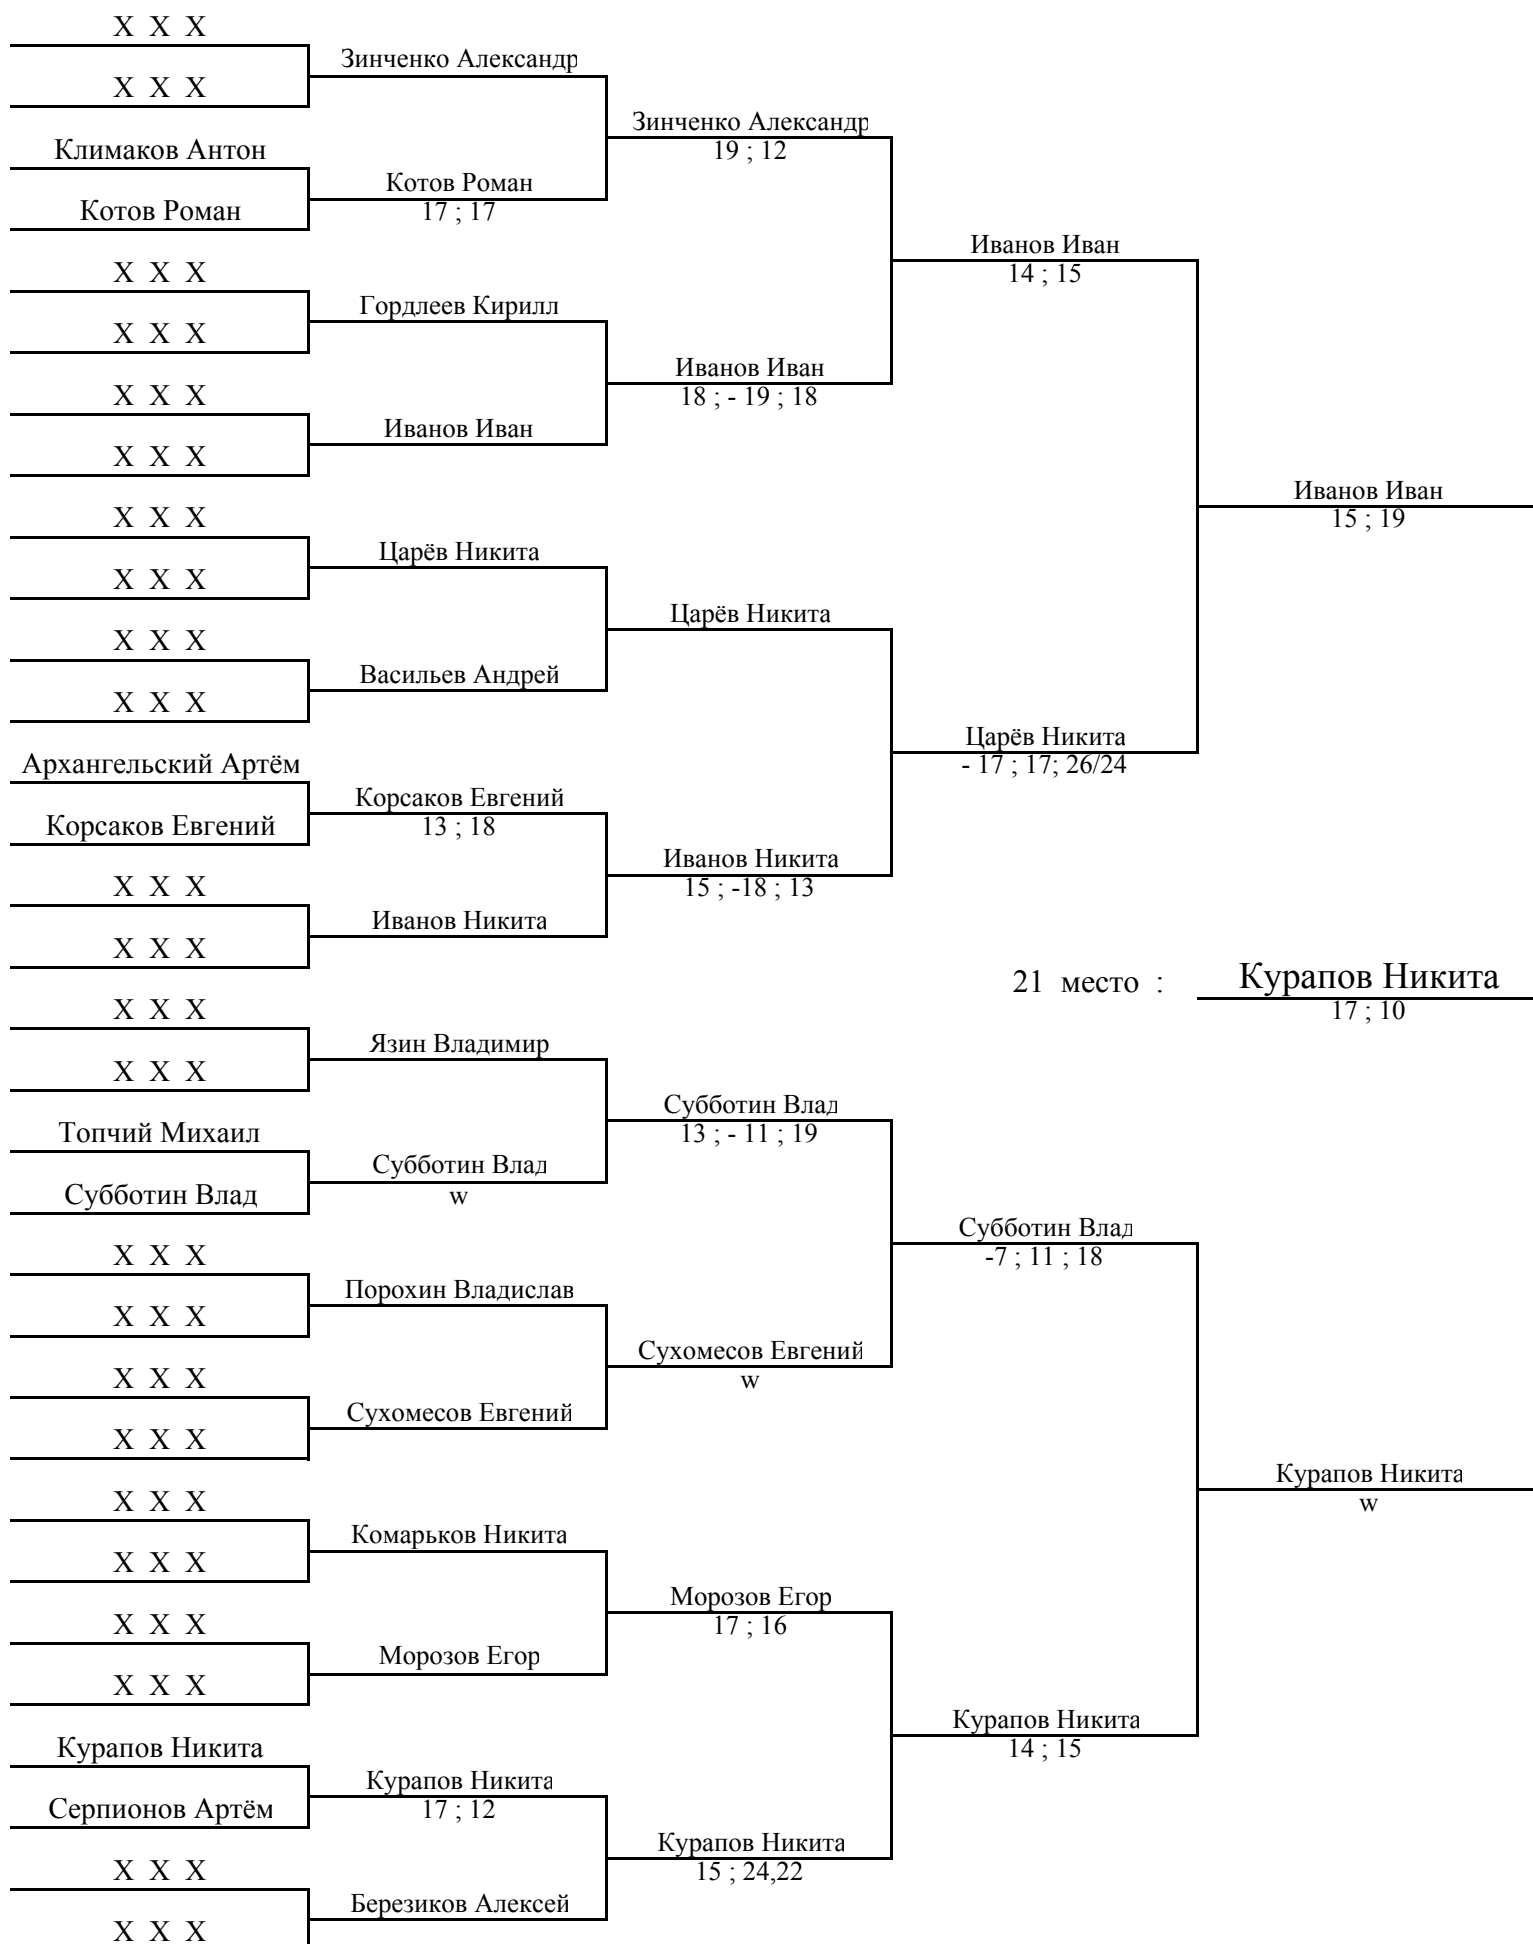 X X X
Зинченко Александр
X X X
Зинченко Александр
19 ; 12
Климаков Антон
Котов Роман
17 ; 17
Котов Роман
Иванов Иван
14 ; 15
X X X
Гордлеев Кирилл
X X X
Иванов Иван
18 ; - 19 ; 18
X X X
Иванов Иван
X X X
Иванов Иван
15 ; 19
X X X
Царёв Никита
X X X
Царёв Никита
X X X
Васильев Андрей
X X X
Царёв Никита
- 17 ; 17; 26/24
Архангельский Артём
Корсаков Евгений
13 ; 18
Корсаков Евгений
Иванов Никита
15 ; -18 ; 13
X X X
Иванов Никита
X X X
21 место :
Курапов Никита
17 ; 10
X X X
Язин Владимир
X X X
Субботин Влад
13 ; - 11 ; 19
Топчий Михаил
Субботин Влад
w
Субботин Влад
Субботин Влад
-7 ; 11 ; 18
X X X
Порохин Владислав
X X X
Сухомесов Евгений
w
X X X
Сухомесов Евгений
X X X
Курапов Никита
w
X X X
Комарьков Никита
X X X
Морозов Егор
17 ; 16
X X X
Морозов Егор
X X X
Курапов Никита
14 ; 15
Курапов Никита
Курапов Никита
17 ; 12
Серпионов Артём
Курапов Никита
15 ; 24,22
X X X
Березиков Алексей
X X X